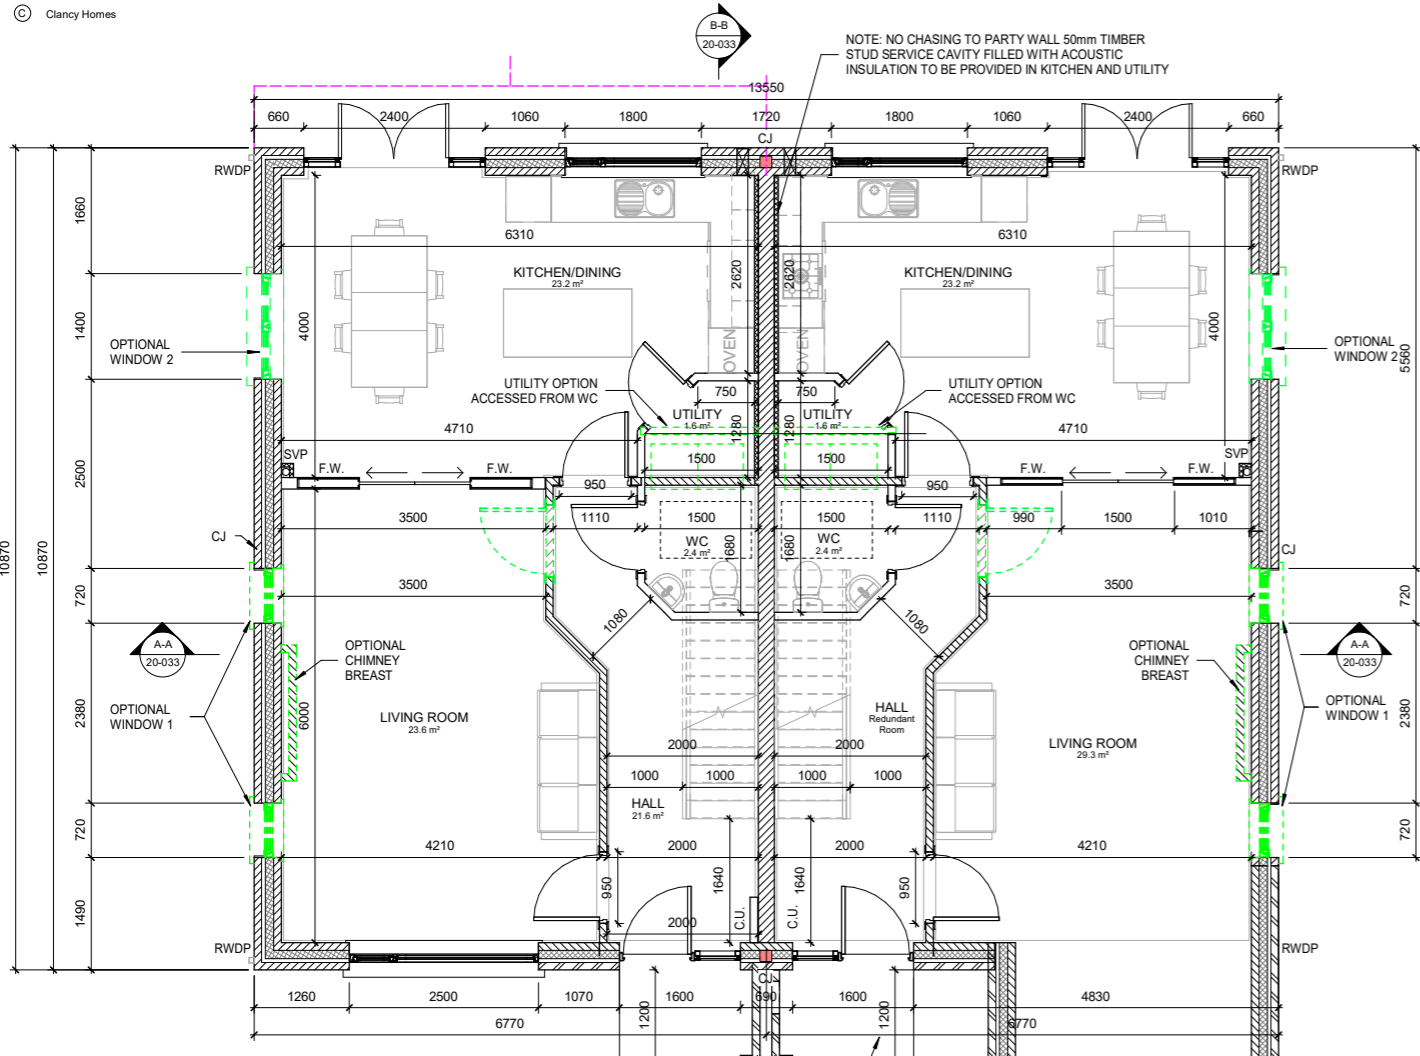 © Clancy Homes
B-B
20-033
NOTE: NO CHASING TO PARTY WALL 50mm TIMBER
STUD SERVICE CAVITY FILLED WITH ACOUSTIC
INSULATION TO BE PROVIDED IN KITCHEN AND UTILITY
13550
660 2400 1060 1800 1720 1800 1060 2400 660
CJ
RWDP RWDP
1660
6310 6310
KITCHEN/DINING
23.2 m²
2620 2620
KITCHEN/DINING
23.2 m²
1400
4000 4000
OPTIONAL
WINDOW 2
OVEN OVEN
OPTIONAL
WINDOW 2
5560
UTILITY OPTION
ACCESSED FROM WC
750 750
UTILITY OPTION
ACCESSED FROM WC
UTILITY
1.6 m²
UTILITY
1.6 m²
1280 1280
4710 4710
SVP SVP
1500 1500
F.W. F.W. F.W. F.W.
2500
950 950
3500 1110 1500 1500 1110 990 1500 1010
CJ
WC
2.4 m²
1680 1680
WC
2.4 m²
CJ
10870 10870
3500 3500
720 720
1080 1080
A-A
20-033
OPTIONAL
CHIMNEY
BREAST
OPTIONAL
CHIMNEY
BREAST
A-A
20-033
OPTIONAL
WINDOW 1
2380
6000
LIVING ROOM
23.6 m²
HALL
Redundant
Room
LIVING ROOM
29.3 m²
OPTIONAL
WINDOW 1
2380
2000 2000
1000 1000 1000 1000
HALL
21.6 m²
720 720
4210 2000 2000 4210
950 1640 1640 950
1490
2000
C.U. C.U.
RWDP RWDP
CJ
1260 2500 1070 1600 690 1600 4830
1200 1200
6770 6770